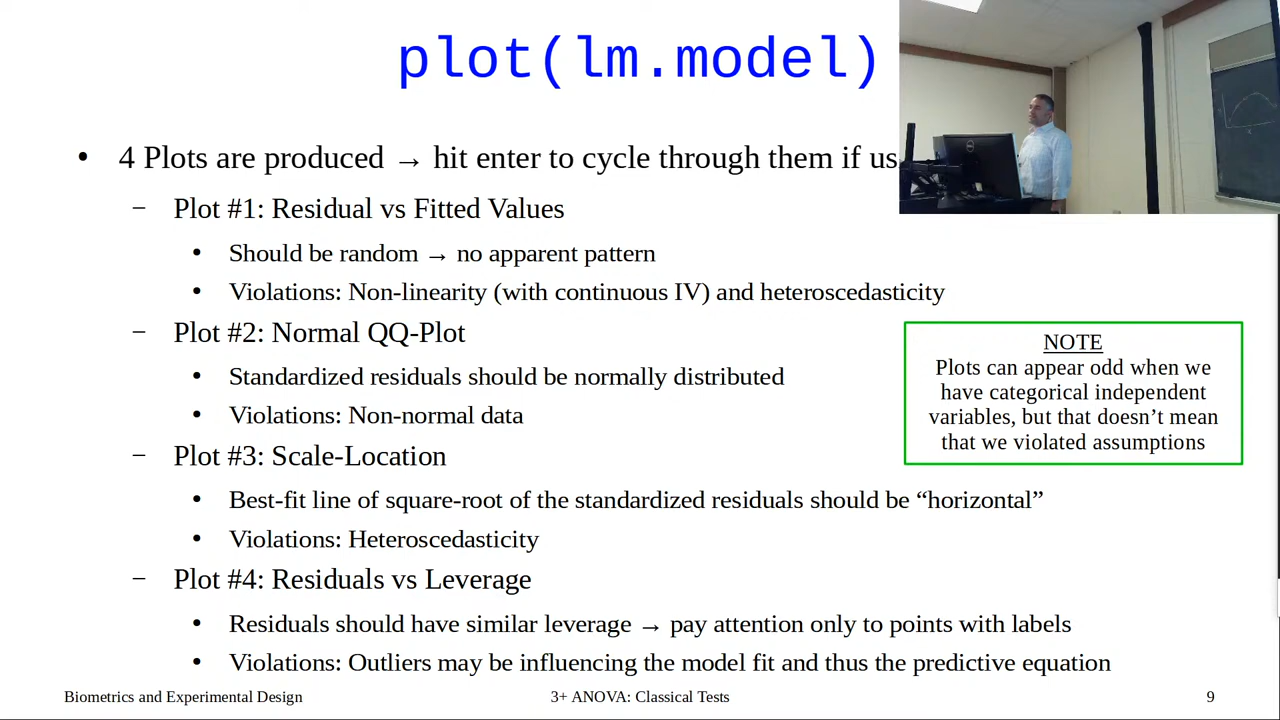 plot(lm.model)
• 4 Plots are produced → hit enter to cycle through them if us
– Plot #1: Residual vs Fitted Values
• Should be random → no apparent pattern
• Violations: Non-linearity (with continuous IV) and heteroscedasticity
– Plot #2: Normal QQ-Plot
• Standardized residuals should be normally distributed
• Violations: Non-normal data
– Plot #3: Scale-Location
• Best-fit line of square-root of the standardized residuals should be “horizontal”
• Violations: Heteroscedasticity
– Plot #4: Residuals vs Leverage
• Residuals should have similar leverage → pay attention only to points with labels
• Violations: Outliers may be influencing the model fit and thus the predictive equation
NOTE
Plots can appear odd when we
have categorical independent
variables, but that doesn’t mean
that we violated assumptions
Biometrics and Experimental Design
3+ ANOVA: Classical Tests
9